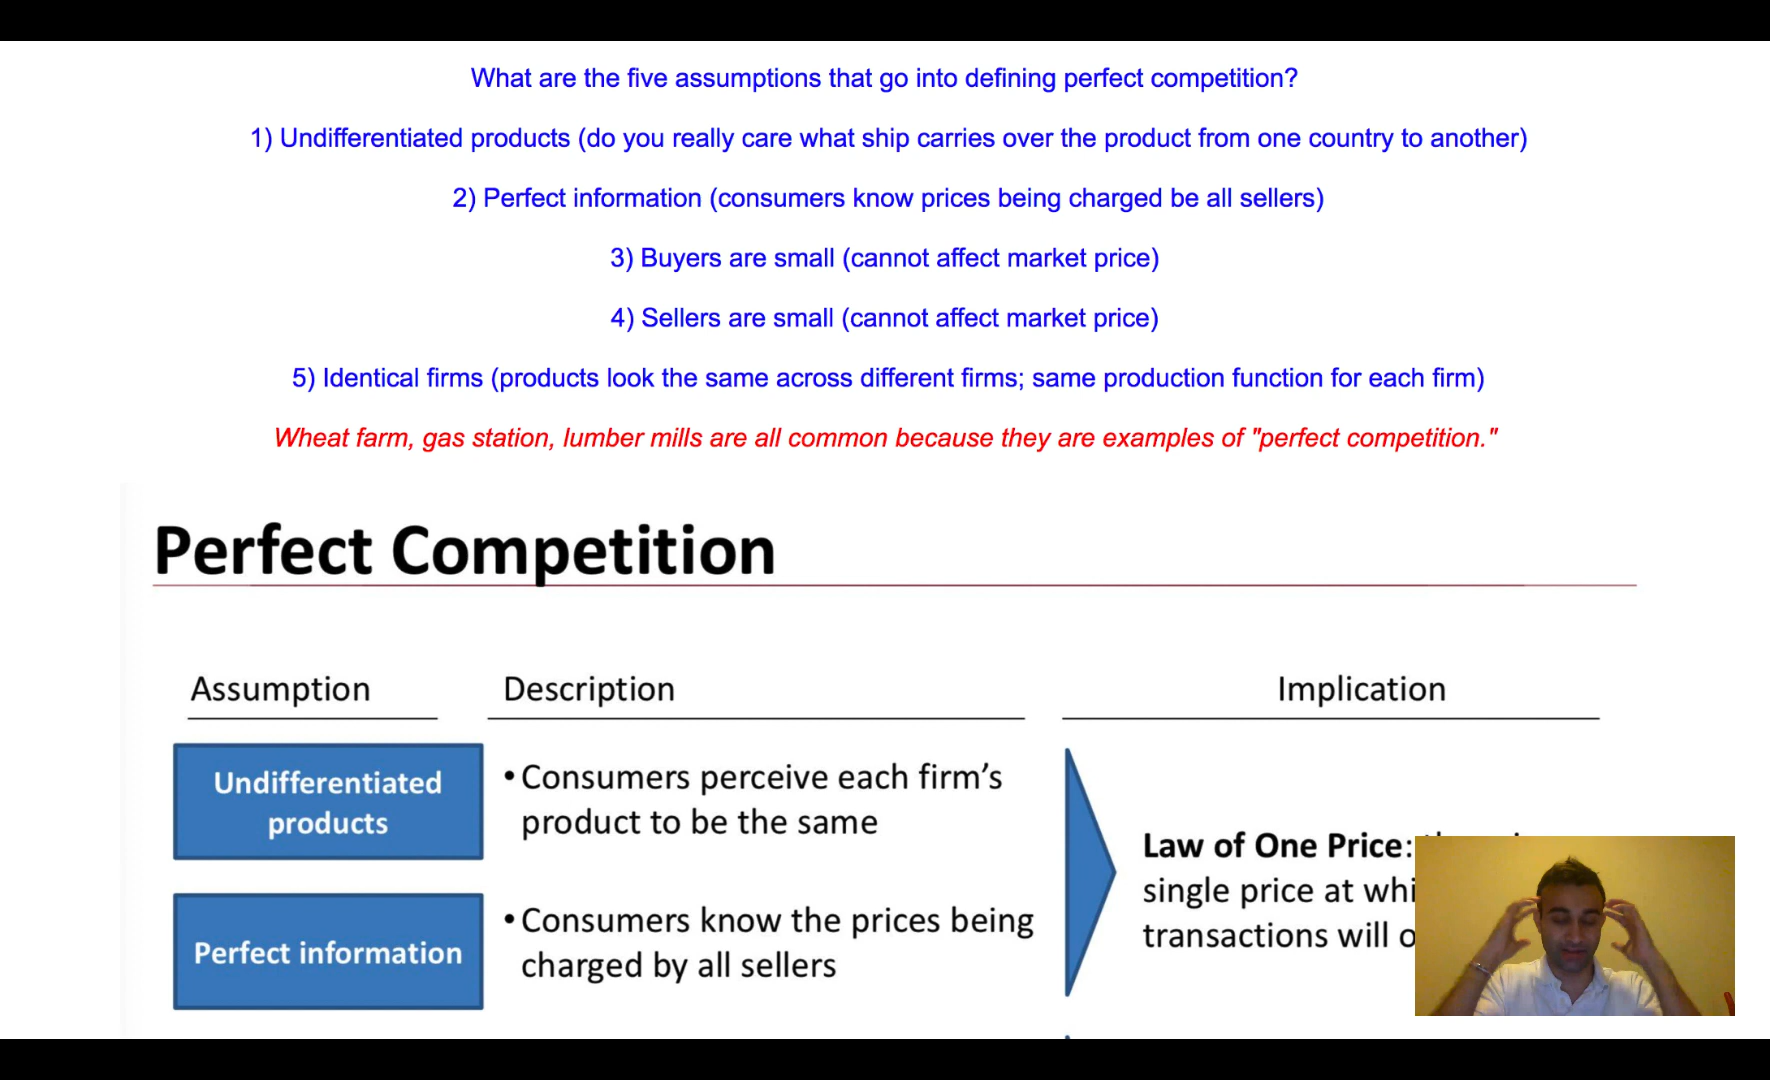 What are the five assumptions that go into defining perfect competition?
1) Undifferentiated products (do you really care what ship carries over the product from one country to another)
2) Perfect information (consumers know prices being charged be all sellers)
3) Buyers are small (cannot affect market price)
4) Sellers are small (cannot affect market price)
5) Identical firms (products look the same across different firms; same production function for each firm)
Wheat farm, gas station, lumber mills are all common because they are examples of "perfect competition."
Perfect Competition
Assumption
Description
Implication
Undifferentiated
products
• Consumers perceive each firm's
product to be the same
Perfect information
• Consumers know the prices being
charged by all sellers
Law of One Price:
single price at
transactions will